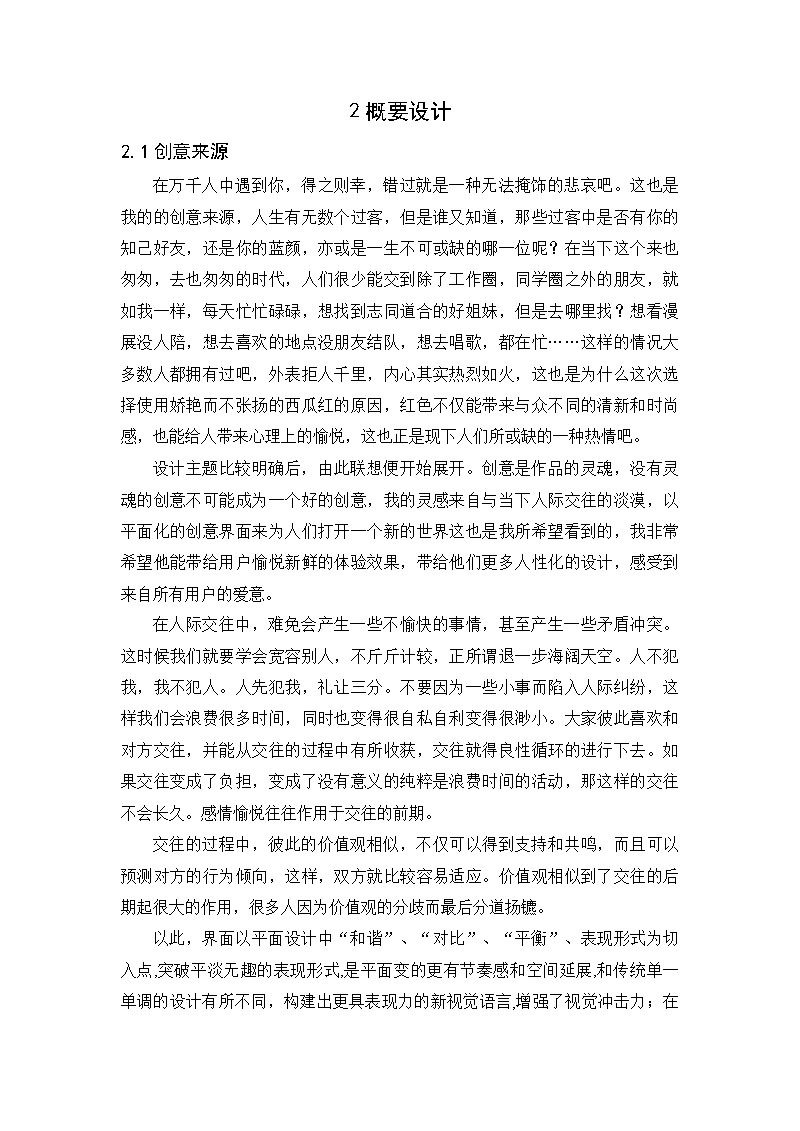 2 概要设计
2.1 创意来源
在万千人中遇到你，得之则幸，错过就是一种无法掩饰的悲哀吧。这也是
我的的创意来源，人生有无数个过客，但是谁又知道，那些过客中是否有你的
知己好友，还是你的蓝颜，亦或是一生不可或缺的哪一位呢？在当下这个来也
匆匆，去也匆匆的时代，人们很少能交到除了工作圈，同学圈之外的朋友，就
如我一样，每天忙忙碌碌，想找到志同道合的好姐妹，但是去哪里找？想看漫
展没人陪，想去喜欢的地点没朋友结队，想去唱歌，都在忙……这样的情况大
多数人都拥有过吧，外表拒人千里，内心其实热烈如火，这也是为什么这次选
择使用娇艳而不张扬的西瓜红的原因，红色不仅能带来与众不同的清新和时尚
感，也能给人带来心理上的愉悦，这也正是现下人们所或缺的一种热情吧。
设计主题比较明确后，由此联想便开始展开。创意是作品的灵魂，没有灵
魂的创意不可能成为一个好的创意，我的灵感来自与当下人际交往的淡漠，以
平面化的创意界面来为人们打开一个新的世界这也是我所希望看到的，我非常
希望他能带给用户愉悦新鲜的体验效果，带给他们更多人性化的设计，感受到
来自所有用户的爱意。
在人际交往中，难免会产生一些不愉快的事情，甚至产生一些矛盾冲突。
这时候我们就要学会宽容别人，不斤斤计较，正所谓退一步海阔天空。人不犯
我，我不犯人。人先犯我，礼让三分。不要因为一些小事而陷入人际纠纷，这
样我们会浪费很多时间，同时也变得很自私自利变得很渺小。大家彼此喜欢和
对方交往，并能从交往的过程中有所收获，交往就得良性循环的进行下去。如
果交往变成了负担，变成了没有意义的纯粹是浪费时间的活动，那这样的交往
不会长久。感情愉悦往往作用于交往的前期。
交往的过程中，彼此的价值观相似，不仅可以得到支持和共鸣，而且可以
预测对方的行为倾向，这样，双方就比较容易适应。价值观相似到了交往的后
期起很大的作用，很多人因为价值观的分歧而最后分道扬镳。
以此，界面以平面设计中“和谐”、“对比”、“平衡”、表现形式为切
入点,突破平淡无趣的表现形式,是平面变的更有节奏感和空间延展,和传统单一
单调的设计有所不同，构建出更具表现力的新视觉语言,增强了视觉冲击力；在